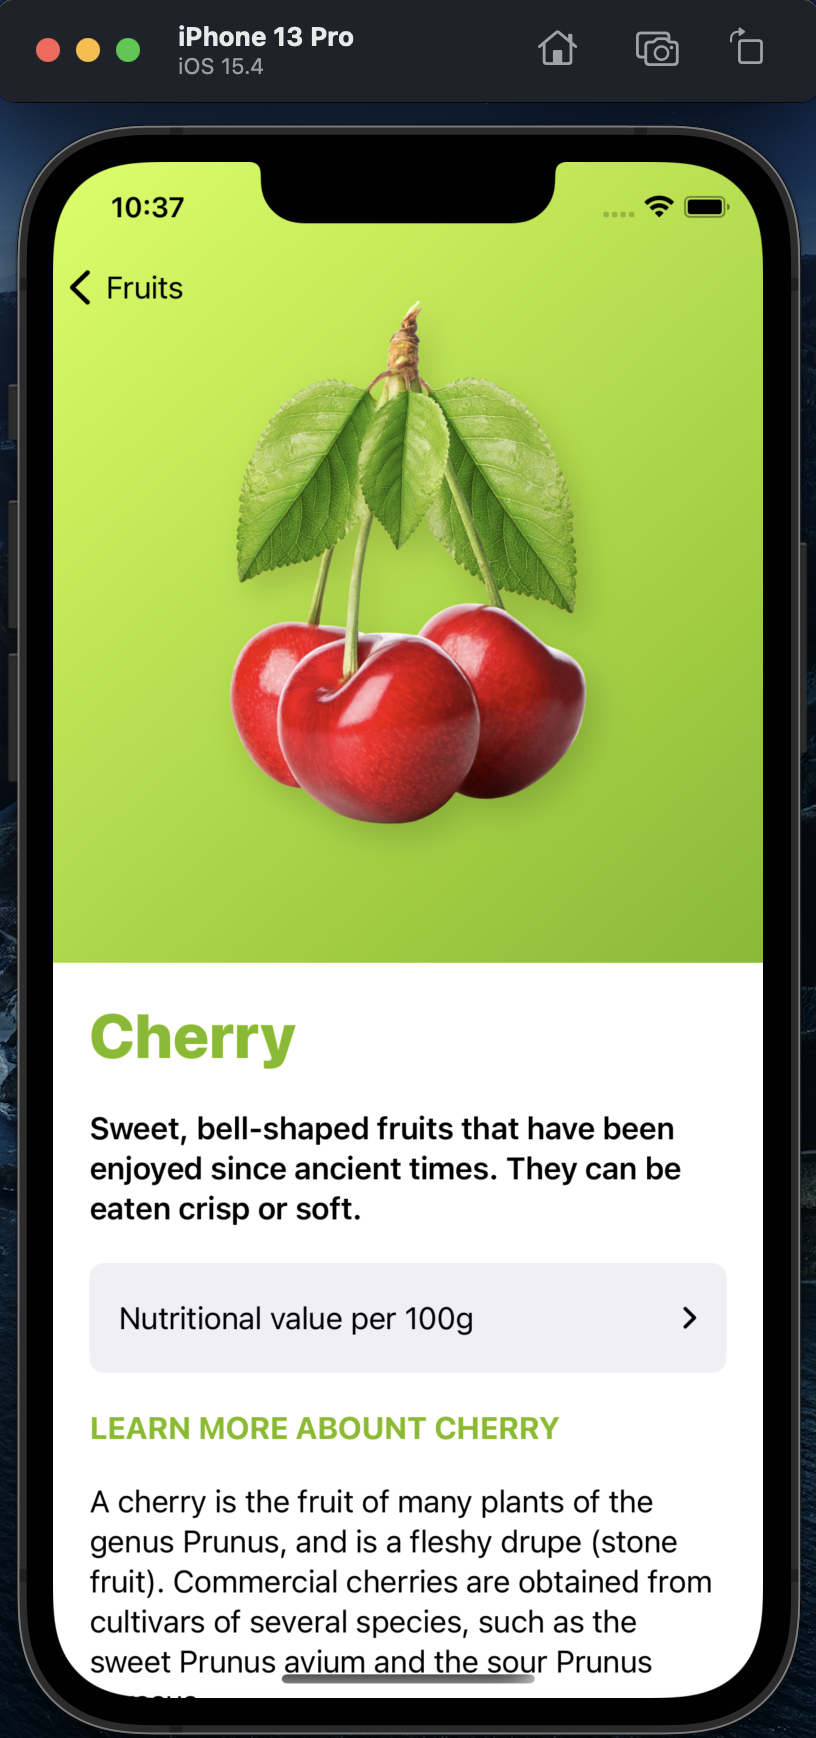 iPhone 13 Pro
iOS 15.4
10:37
Fruits
Cherry
Sweet, bell-shaped fruits that have been
enjoyed since ancient times. They can be
eaten crisp or soft.
Nutritional value per 100g
LEARN MORE ABOUNT CHERRY
A cherry is the fruit of many plants of the
genus Prunus, and is a fleshy drupe (stone
fruit). Commercial cherries are obtained from
cultivars of several species, such as the
sweet Prunus avium and the sour Prunus